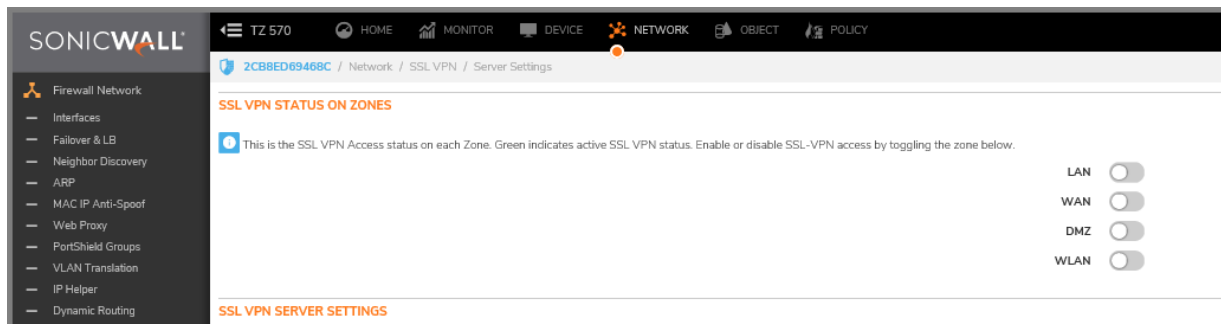 SONICWALL
TZ 570 HOME MONITOR DEVICE NETWORK OBJECT POLICY
2CB8ED69468C / Network / SSL VPN / Server Settings
Firewall Network
Interfaces
Failover & LB
Neighbor Discovery
ARP
MAC IP Anti-Spoof
Web Proxy
PortShield Groups
VLAN Translation
IP Helper
Dynamic Routing
SSL VPN STATUS ON ZONES
This is the SSL VPN Access status on each Zone. Green indicates active SSL VPN status. Enable or disable SSL-VPN access by toggling the zone below.
LAN
WAN
DMZ
WLAN
SSL VPN SERVER SETTINGS